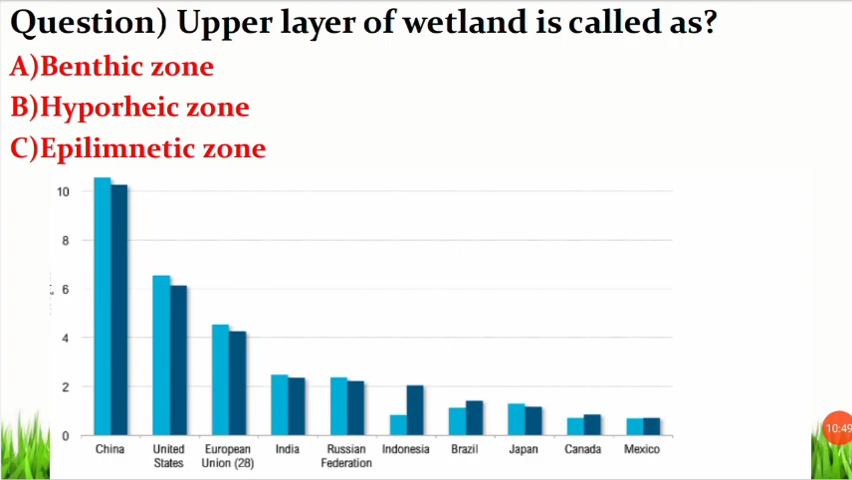 Question) Upper layer of wetland is called as?
A)Benthic zone
B)Hyporheic zone
C)Epilimnetic zone
10
8
6
4
2
0
China
United States
European Union (28)
India
Russian Federation
Indonesia
Brazil
Japan
Canada
Mexico
10:49